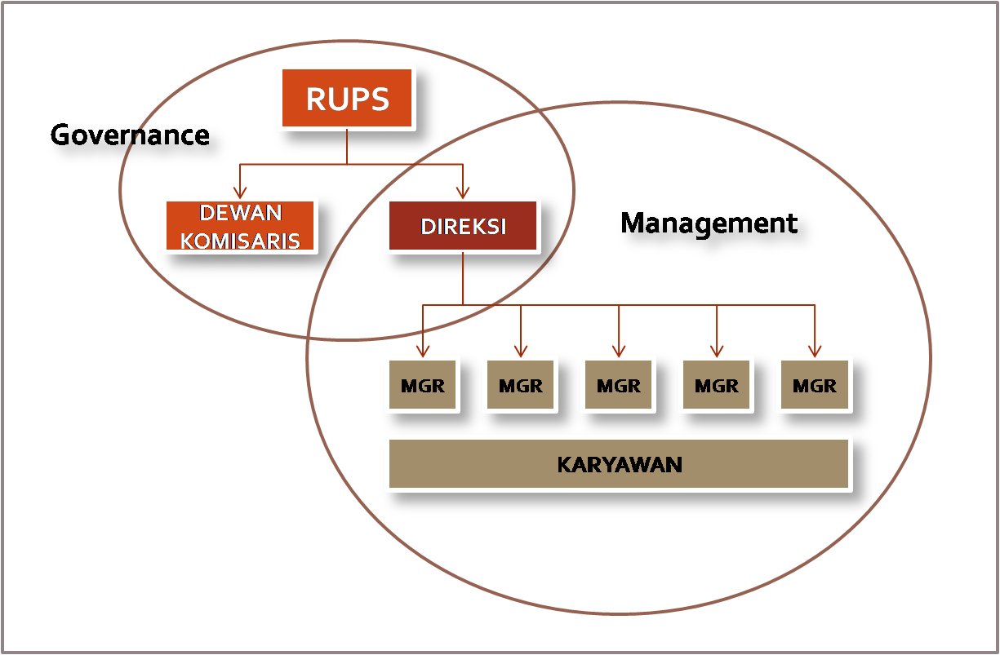 RUPS
Governance
DEWAN
KOMISARIS
DIREKSI
Management
MGR
MGR
MGR
MGR
MGR
KARYAWAN